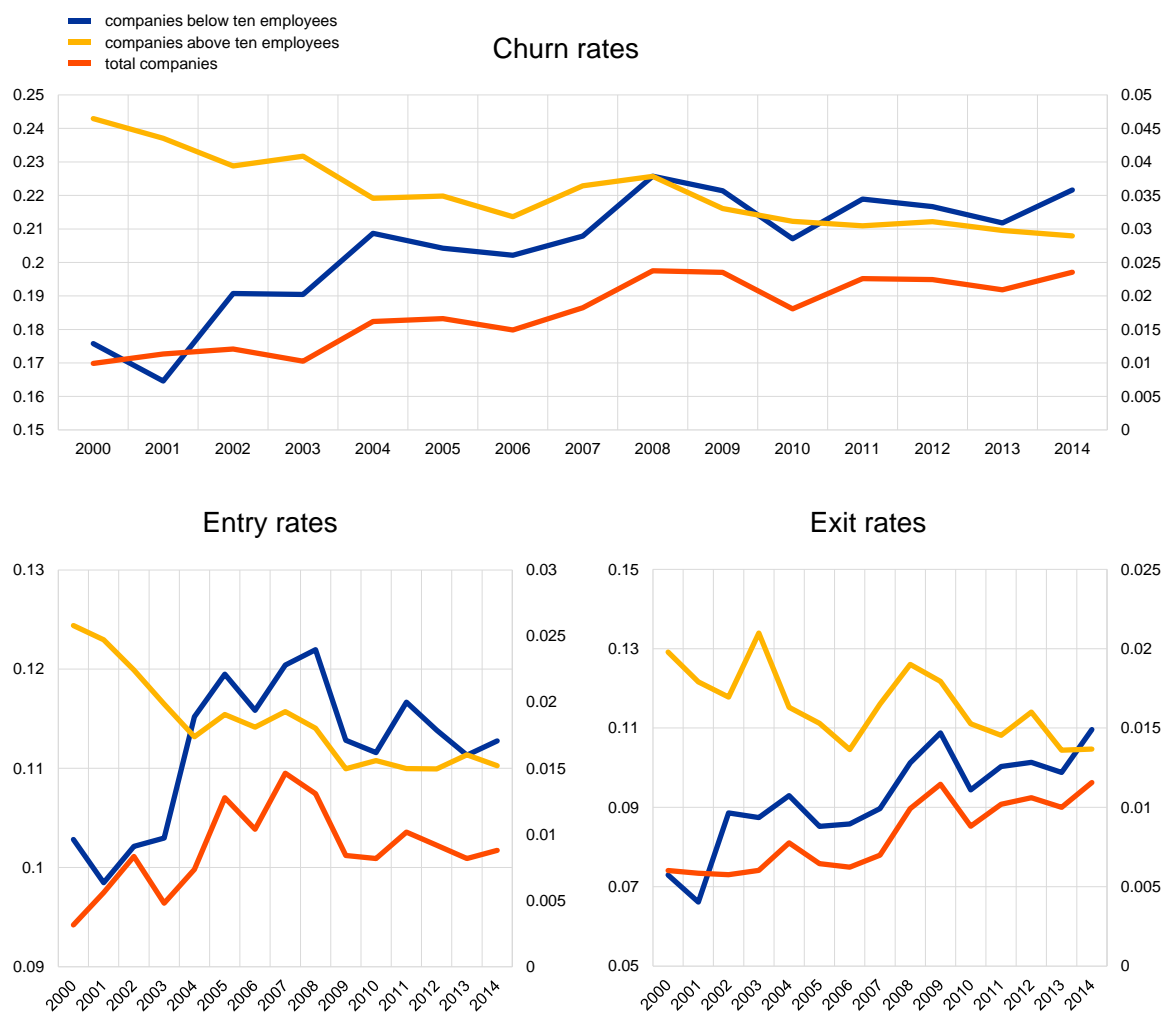 companies below ten employees
companies above ten employees
total companies
Churn rates
0.25 0.05
0.24 0.045
0.23 0.04
0.22 0.035
0.21 0.03
0.2 0.025
0.19 0.02
0.18 0.015
0.17 0.01
0.16 0.005
0.15 0
2000 2001 2002 2003 2004 2005 2006 2007 2008 2009 2010 2011 2012 2013 2014
Entry rates
0.13 0.03
0.025
0.12
0.02
0.11 0.015
0.01
0.1
0.005
0.09 0
2000 2001 2002 2003 2004 2005 2006 2007 2008 2009 2010 2011 2012 2013 2014
Exit rates
0.15 0.025
0.13 0.02
0.11 0.015
0.09 0.01
0.07 0.005
0.05 0
2000 2001 2002 2003 2004 2005 2006 2007 2008 2009 2010 2011 2012 2013 2014